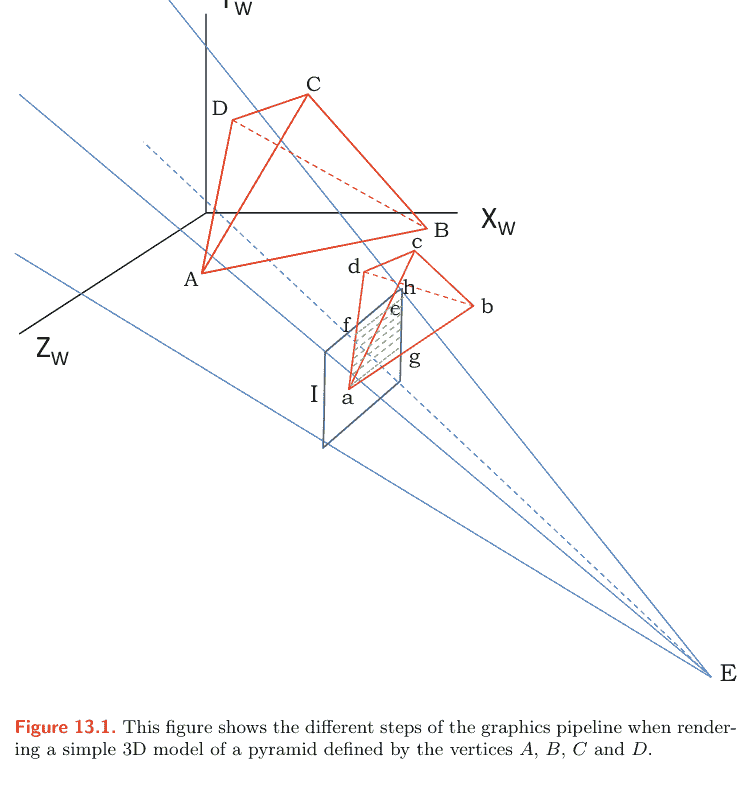 Y_W
C
D
X_W
B
A
c
d
h
b
e
f
Z_W
g
I
a
E
Figure 13.1. This figure shows the different steps of the graphics pipeline when render-
ing a simple 3D model of a pyramid defined by the vertices A, B, C and D.